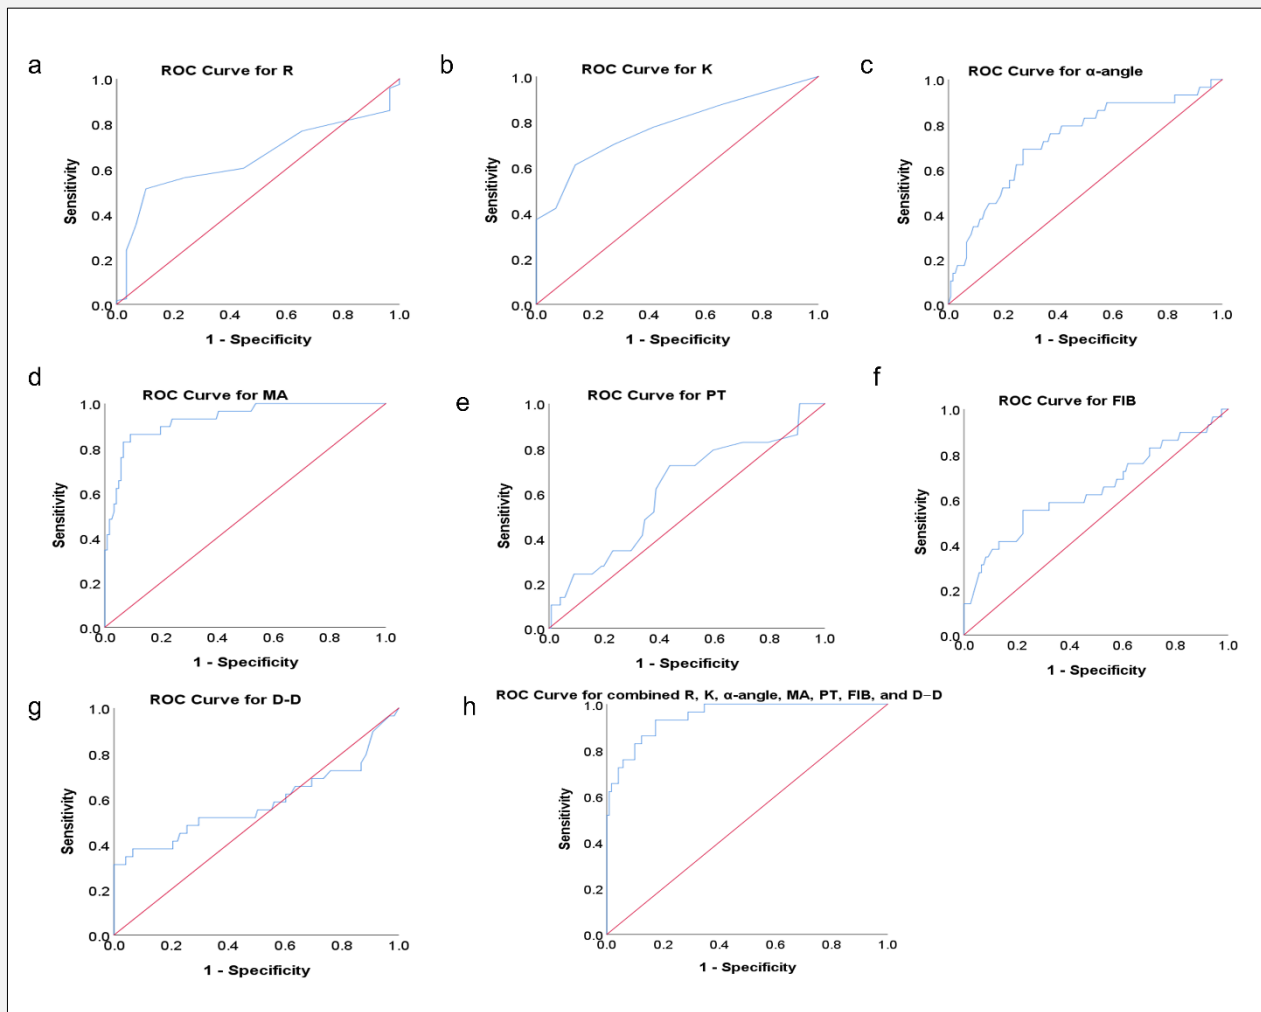 a
ROC Curve for R
Sensitivity
1.0
0.8
0.6
0.4
0.2
0.0
0.0 0.2 0.4 0.6 0.8 1.0
1 - Specificity
b
ROC Curve for K
Sensitivity
1.0
0.8
0.6
0.4
0.2
0.0
0.0 0.2 0.4 0.6 0.8 1.0
1 - Specificity
c
ROC Curve for α-angle
Sensitivity
1.0
0.8
0.6
0.4
0.2
0.0
0.0 0.2 0.4 0.6 0.8 1.0
1 - Specificity
d
ROC Curve for MA
Sensitivity
1.0
0.8
0.6
0.4
0.2
0.0
0.0 0.2 0.4 0.6 0.8 1.0
1 - Specificity
e
ROC Curve for PT
Sensitivity
1.0
0.8
0.6
0.4
0.2
0.0
0.0 0.2 0.4 0.6 0.8 1.0
1 - Specificity
f
ROC Curve for FIB
Sensitivity
1.0
0.8
0.6
0.4
0.2
0.0
0.0 0.2 0.4 0.6 0.8 1.0
1 - Specificity
g
ROC Curve for D-D
Sensitivity
1.0
0.8
0.6
0.4
0.2
0.0
0.0 0.2 0.4 0.6 0.8 1.0
1 - Specificity
h
ROC Curve for combined R, K, α-angle, MA, PT, FIB, and D−D
Sensitivity
1.0
0.8
0.6
0.4
0.2
0.0
0.0 0.2 0.4 0.6 0.8 1.0
1 - Specificity